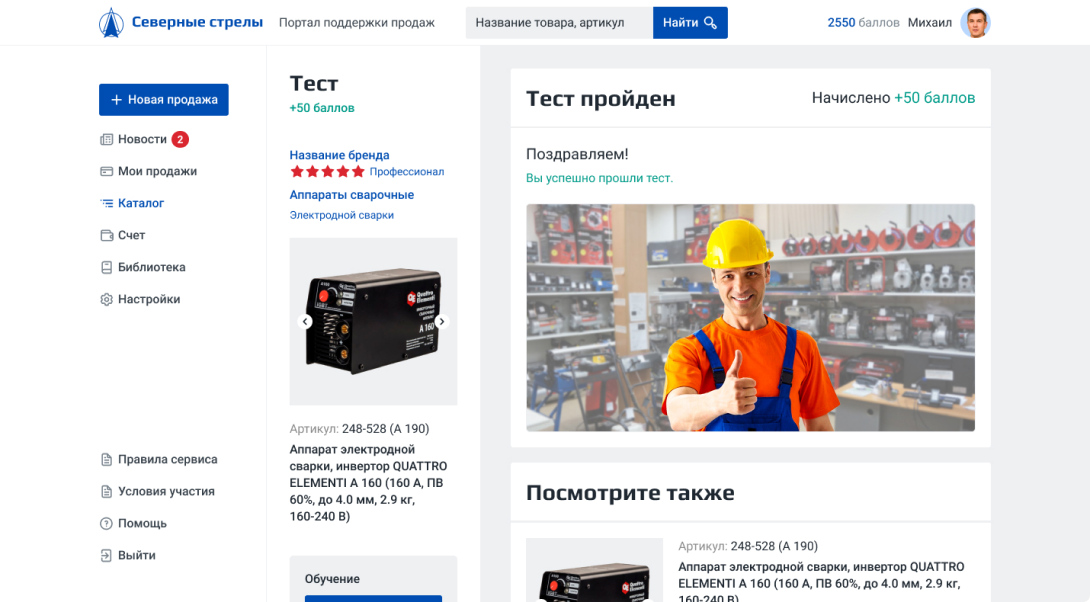 Северные стрелы
Портал поддержки продаж
Название товара, артикул
Найти
2550 баллов
Михаил
+ Новая продажа
Новости 2
Мои продажи
Каталог
Счет
Библиотека
Настройки
Правила сервиса
Условия участия
Помощь
Выйти
Тест
+50 баллов
Название бренда
Профессионал
Аппараты сварочные
Электродной сварки
Quattro
Elementi
A 160
Артикул: 248-528 (А 190)
Аппарат электродной
сварки, инвертор QUATTRO
ELEMENTI A 160 (160 А, ПВ
60%, до 4.0 мм, 2.9 кг,
160-240 В)
Обучение
Тест пройден
Начислено +50 баллов
Поздравляем!
Вы успешно прошли тест.
Посмотрите также
Артикул: 248-528 (А 190)
Аппарат электродной сварки, инвертор QUATTRO
ELEMENTI A 160 (160 А, ПВ 60%, до 4.0 мм, 2.9 кг,
160-240 В)